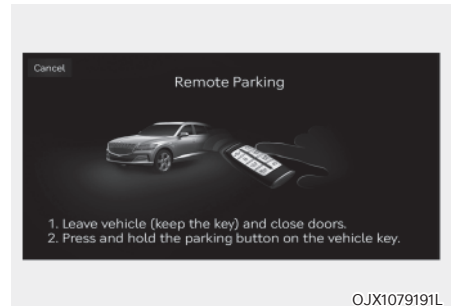 Cancel
Remote Parking
1. Leave vehicle (keep the key) and close doors.
2. Press and hold the parking button on the vehicle key.
OJX1079191L